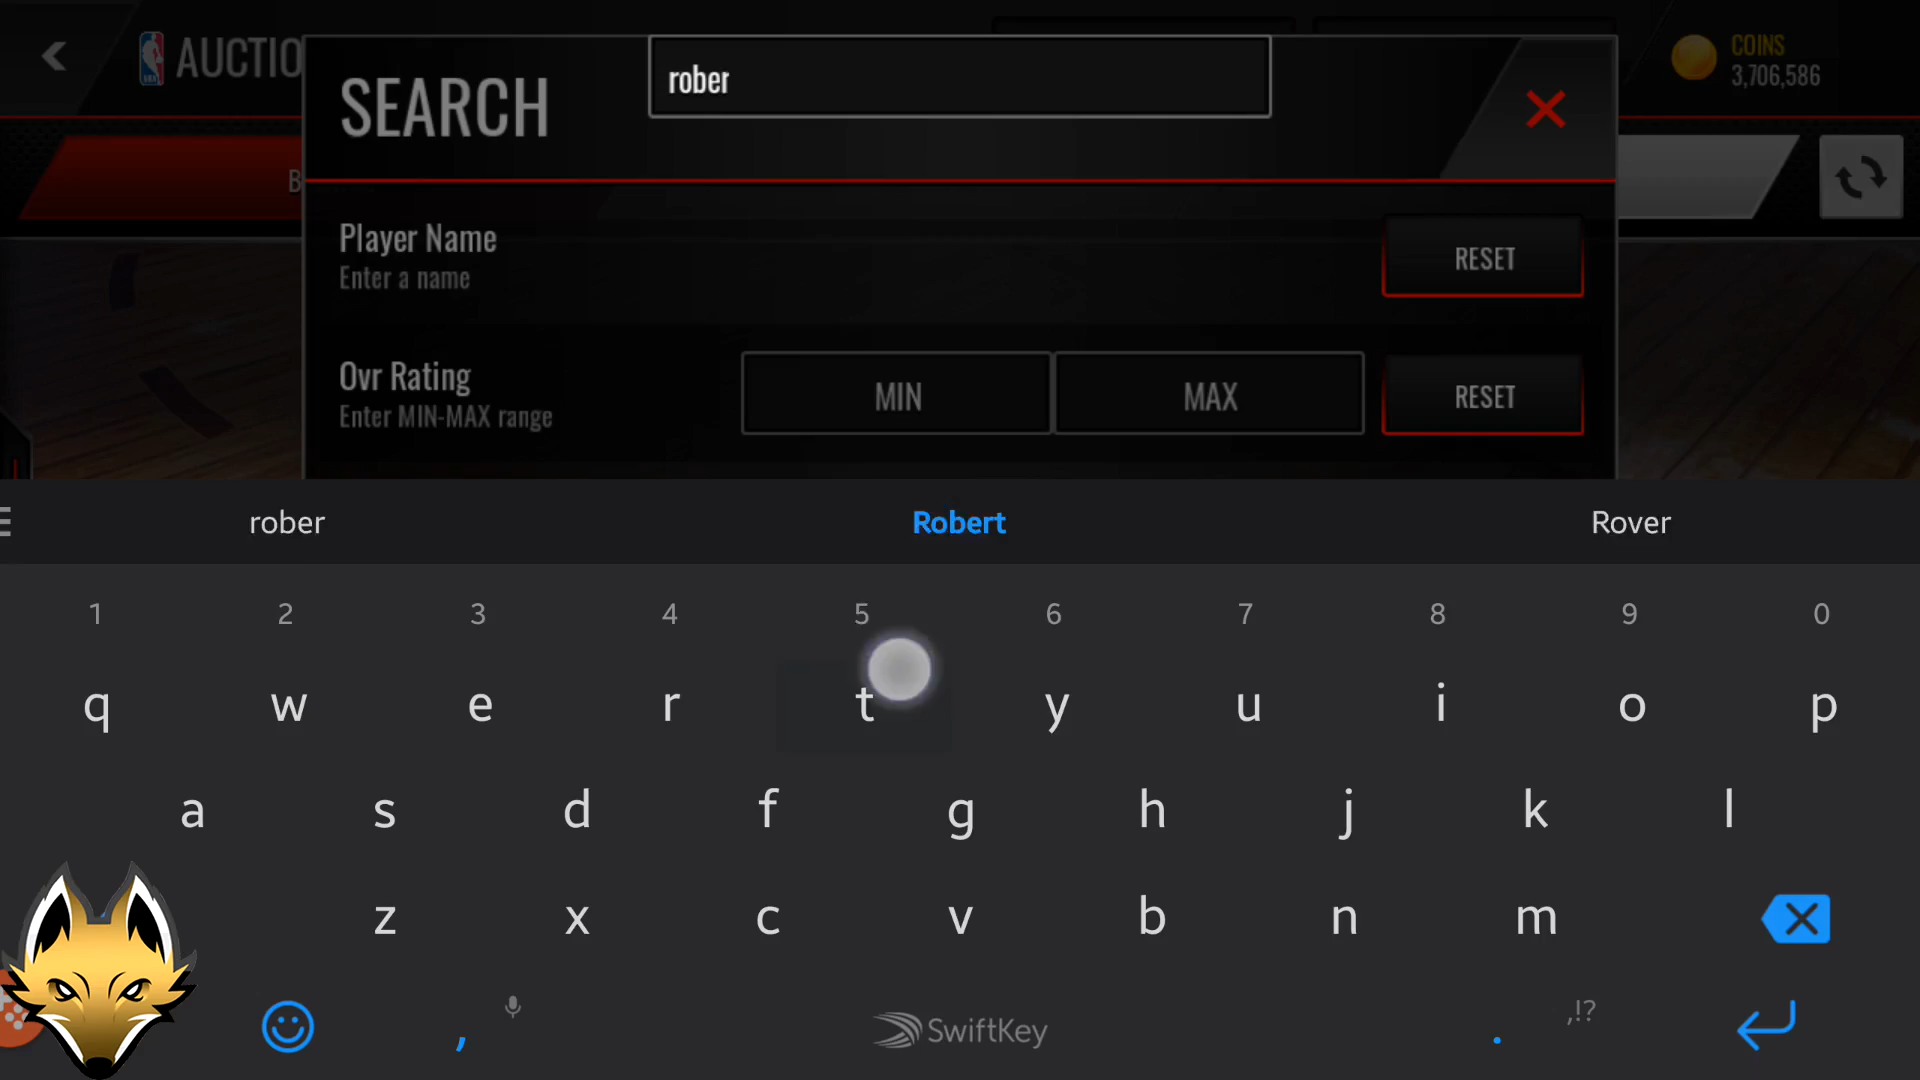 AUCTIO
SEARCH
rober
COINS
3,706,586
B
Player Name
Enter a name
RESET
Ovr Rating
Enter MIN-MAX range
MIN
MAX
RESET
rober
Robert
Rover
1 2 3 4 5 6 7 8 9 0
q w e r t y u i o p
a s d f g h j k l
z x c v b n m
, SwiftKey . ,!?